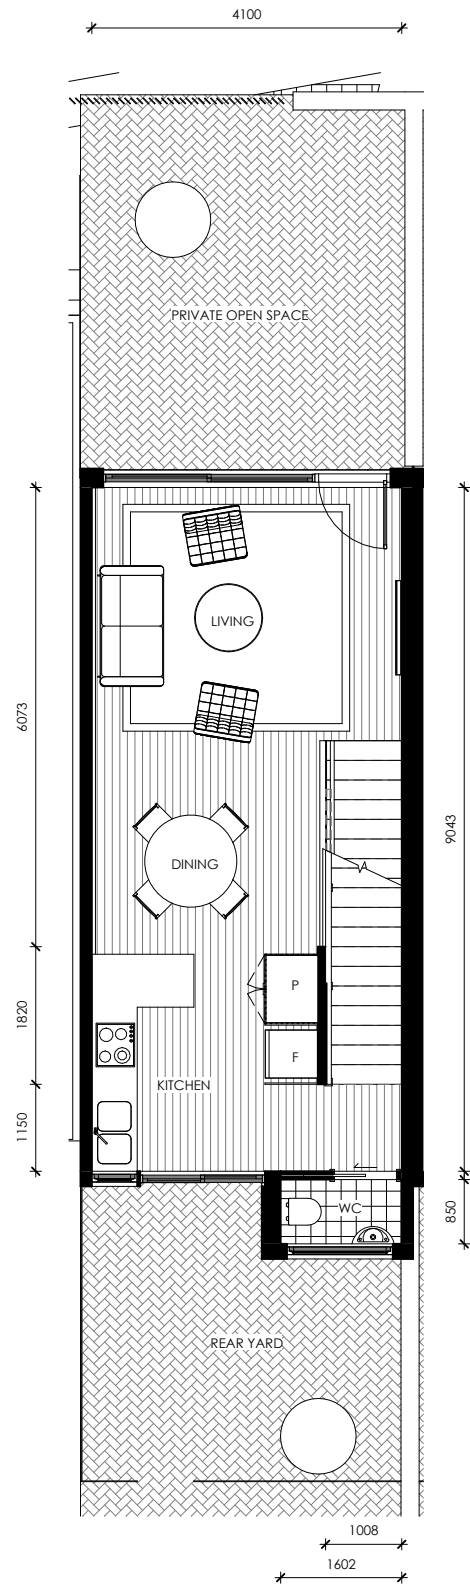 4100
PRIVATE OPEN SPACE
LIVING
6073
9043
DINING
P
1820
F
KITCHEN
1150
WC
850
REAR YARD
1008
1602